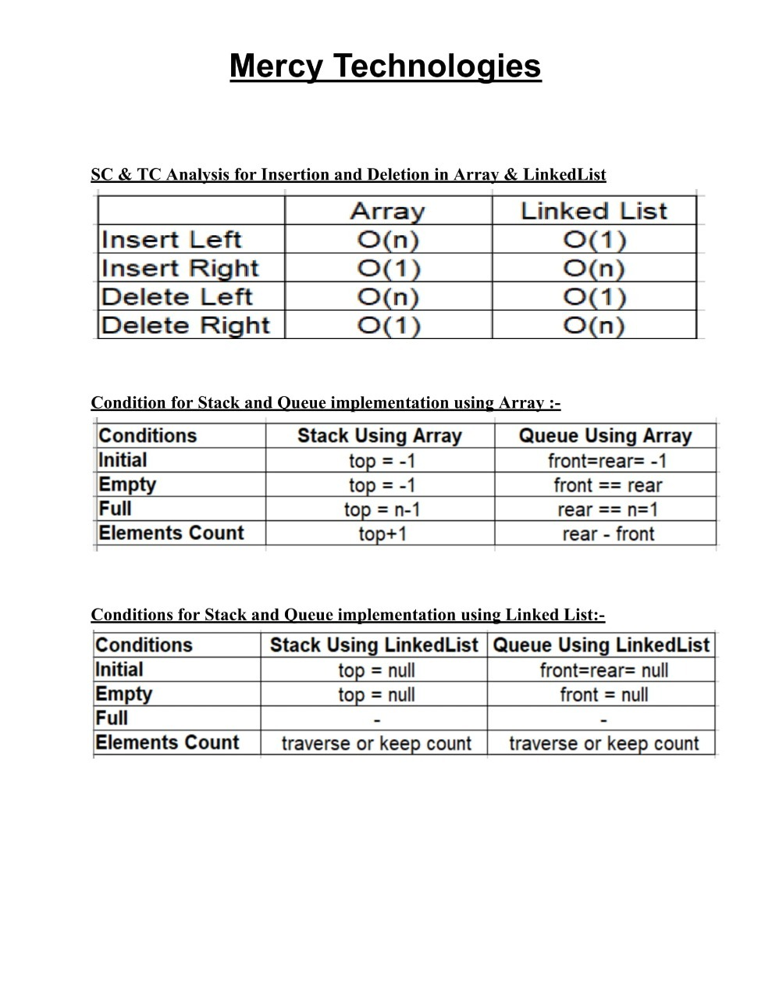 Mercy Technologies
SC & TC Analysis for Insertion and Deletion in Array & LinkedList
Array Linked List
Insert Left O(n) O(1)
Insert Right O(1) O(n)
Delete Left O(n) O(1)
Delete Right O(1) O(n)
Condition for Stack and Queue implementation using Array :-
Conditions Stack Using Array Queue Using Array
Initial top = -1 front=rear= -1
Empty top = -1 front == rear
Full top = n-1 rear == n=1
Elements Count top+1 rear - front
Conditions for Stack and Queue implementation using Linked List:-
Conditions Stack Using LinkedList Queue Using LinkedList
Initial top = null front=rear= null
Empty top = null front = null
Full - -
Elements Count traverse or keep count traverse or keep count